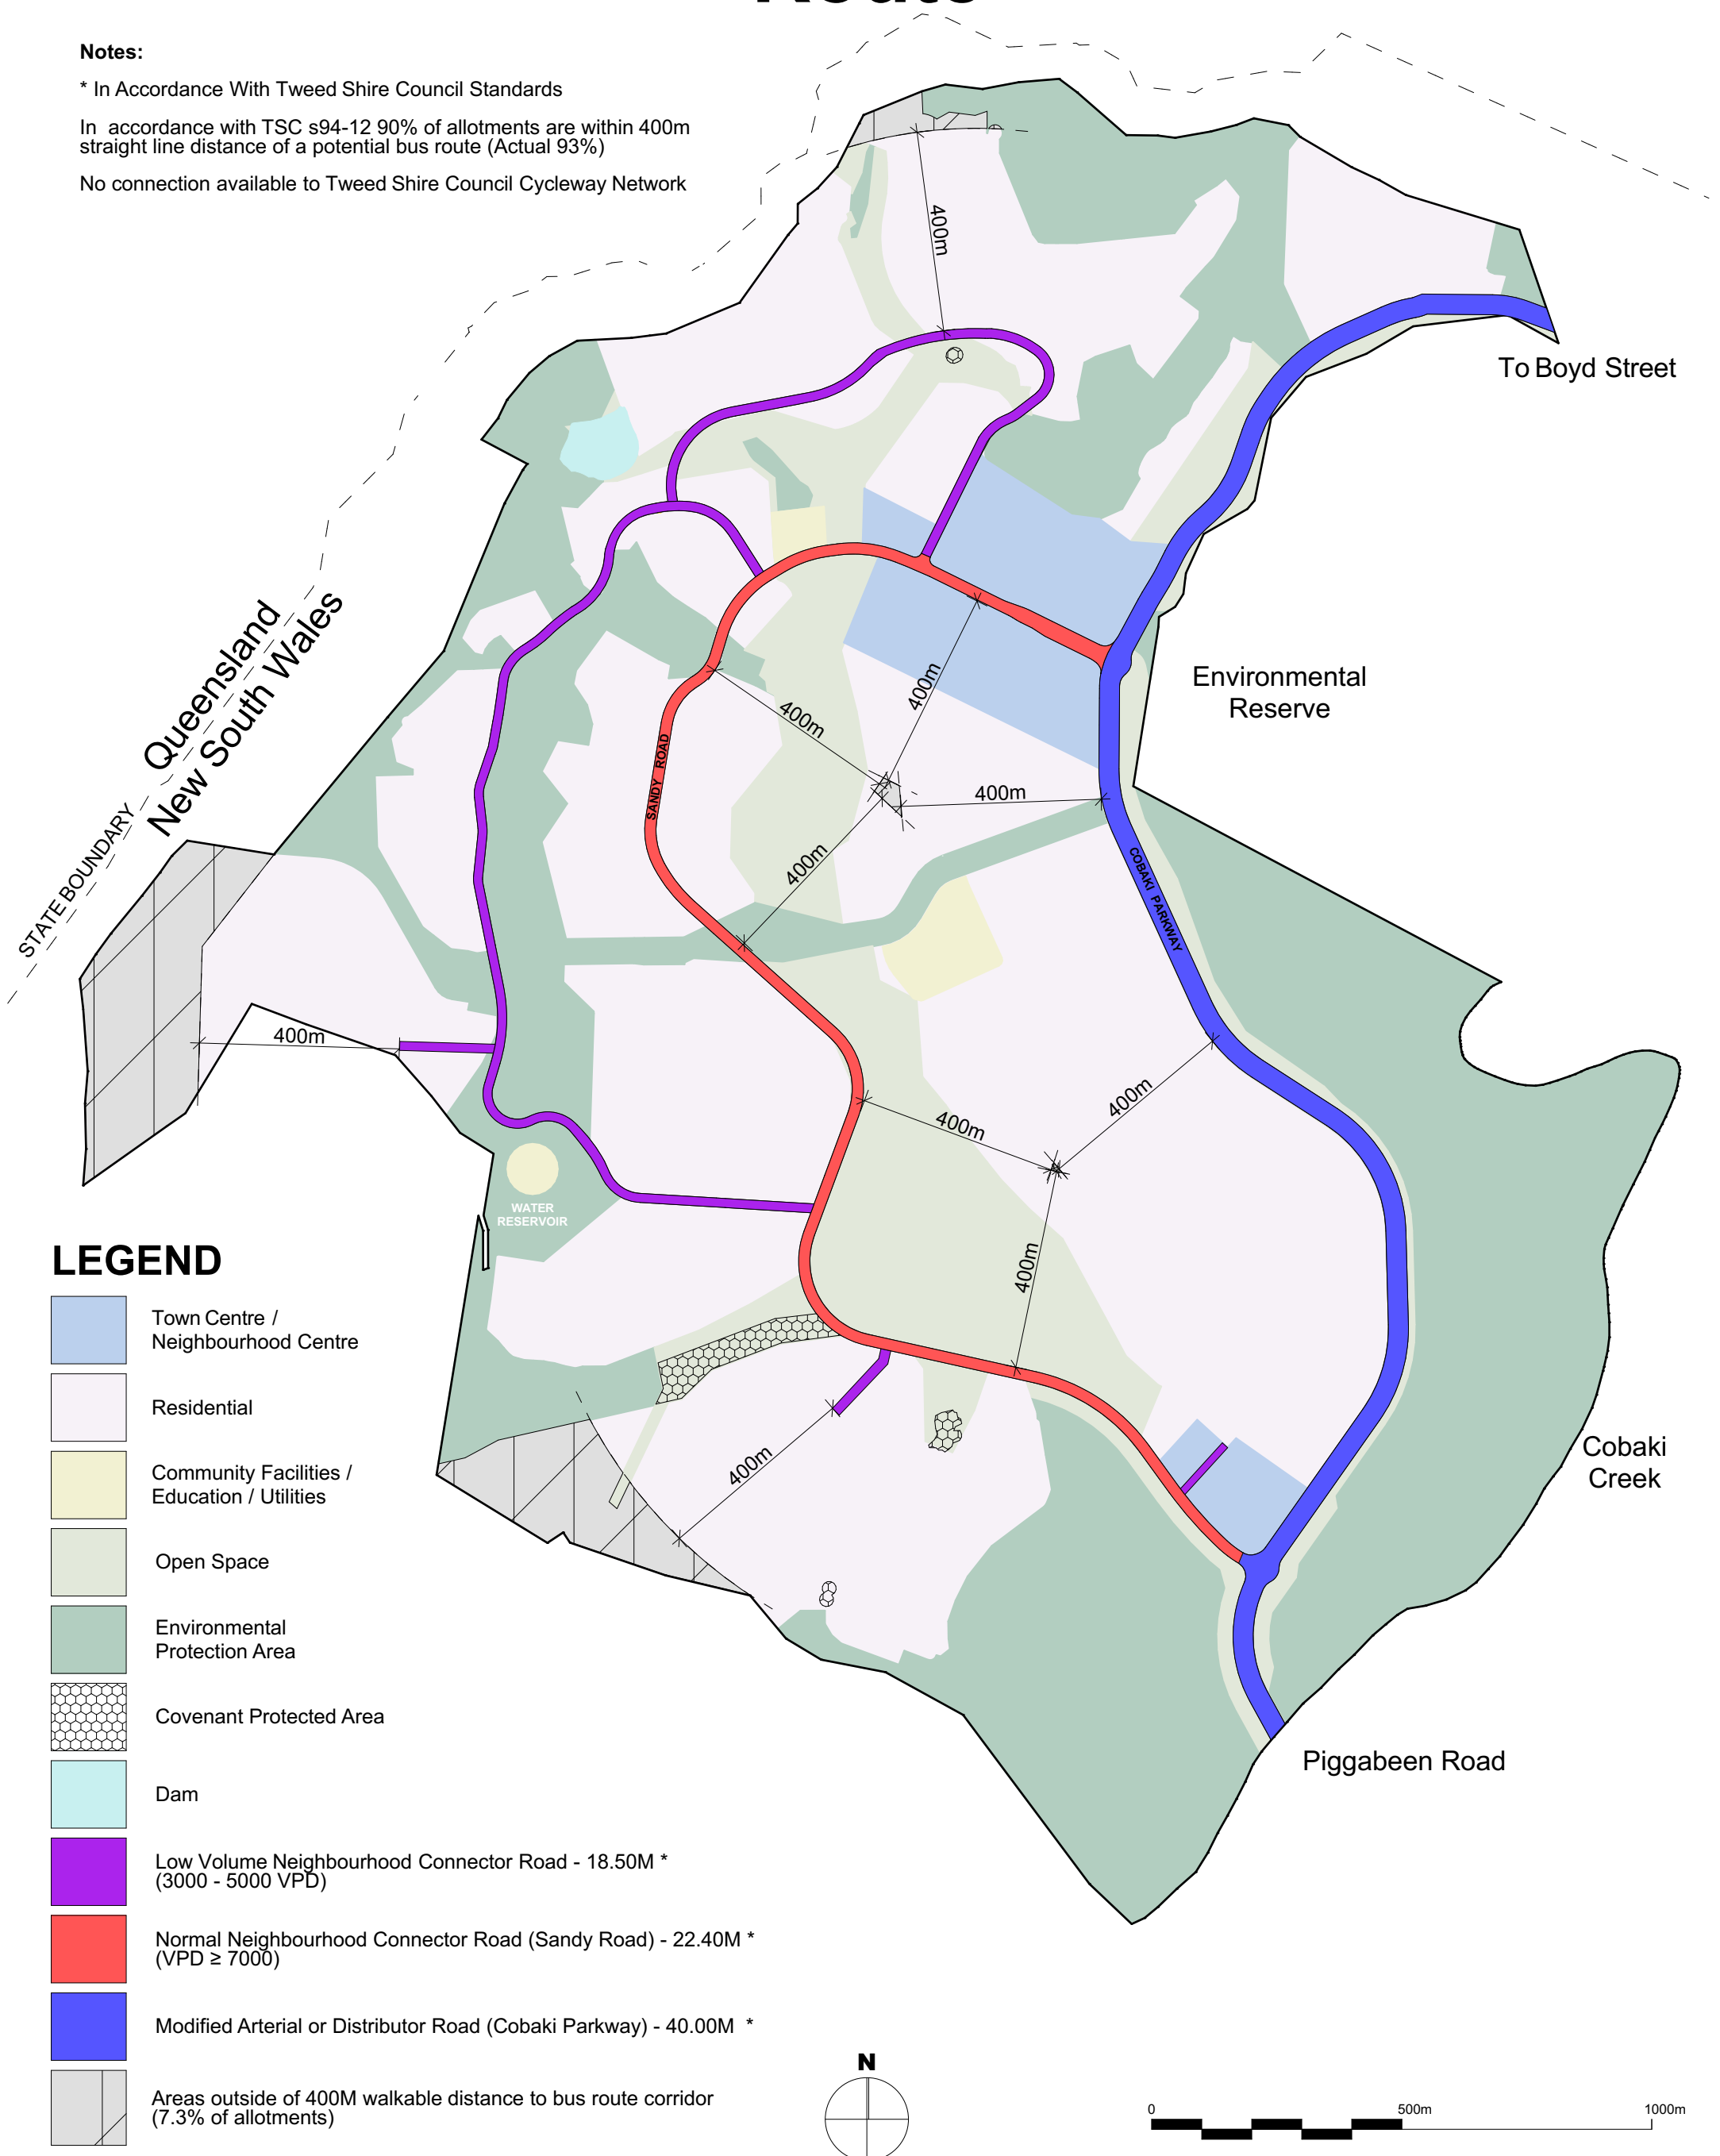 Route
Notes:
* In Accordance With Tweed Shire Council Standards
In accordance with TSC s94-12 90% of allotments are within 400m
straight line distance of a potential bus route (Actual 93%)
No connection available to Tweed Shire Council Cycleway Network
400m
To Boyd Street
Queensland
New South Wales
STATE BOUNDARY
Environmental
Reserve
400m
400m
SANDY ROAD
400m
400m
COBAKI PARKWAY
400m
400m
400m
WATER
RESERVOIR
400m
400m
Cobaki
Creek
Piggabeen Road
LEGEND
Town Centre /
Neighbourhood Centre
Residential
Community Facilities /
Education / Utilities
Open Space
Environmental
Protection Area
Covenant Protected Area
Dam
Low Volume Neighbourhood Connector Road - 18.50M *
(3000 - 5000 VPD)
Normal Neighbourhood Connector Road (Sandy Road) - 22.40M *
(VPD ≥ 7000)
Modified Arterial or Distributor Road (Cobaki Parkway) - 40.00M *
Areas outside of 400M walkable distance to bus route corridor
(7.3% of allotments)
N
0 500m 1000m